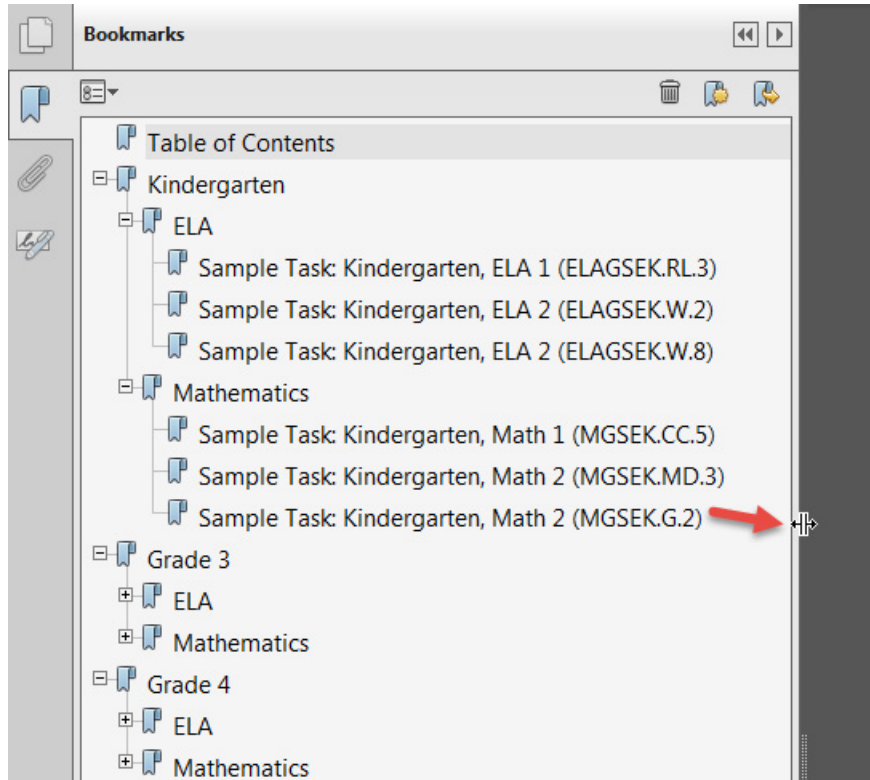 Bookmarks
Table of Contents
Kindergarten
ELA
Sample Task: Kindergarten, ELA 1 (ELAGSEK.RL.3)
Sample Task: Kindergarten, ELA 2 (ELAGSEK.W.2)
Sample Task: Kindergarten, ELA 2 (ELAGSEK.W.8)
Mathematics
Sample Task: Kindergarten, Math 1 (MGSEK.CC.5)
Sample Task: Kindergarten, Math 2 (MGSEK.MD.3)
Sample Task: Kindergarten, Math 2 (MGSEK.G.2)
Grade 3
ELA
Mathematics
Grade 4
ELA
Mathematics